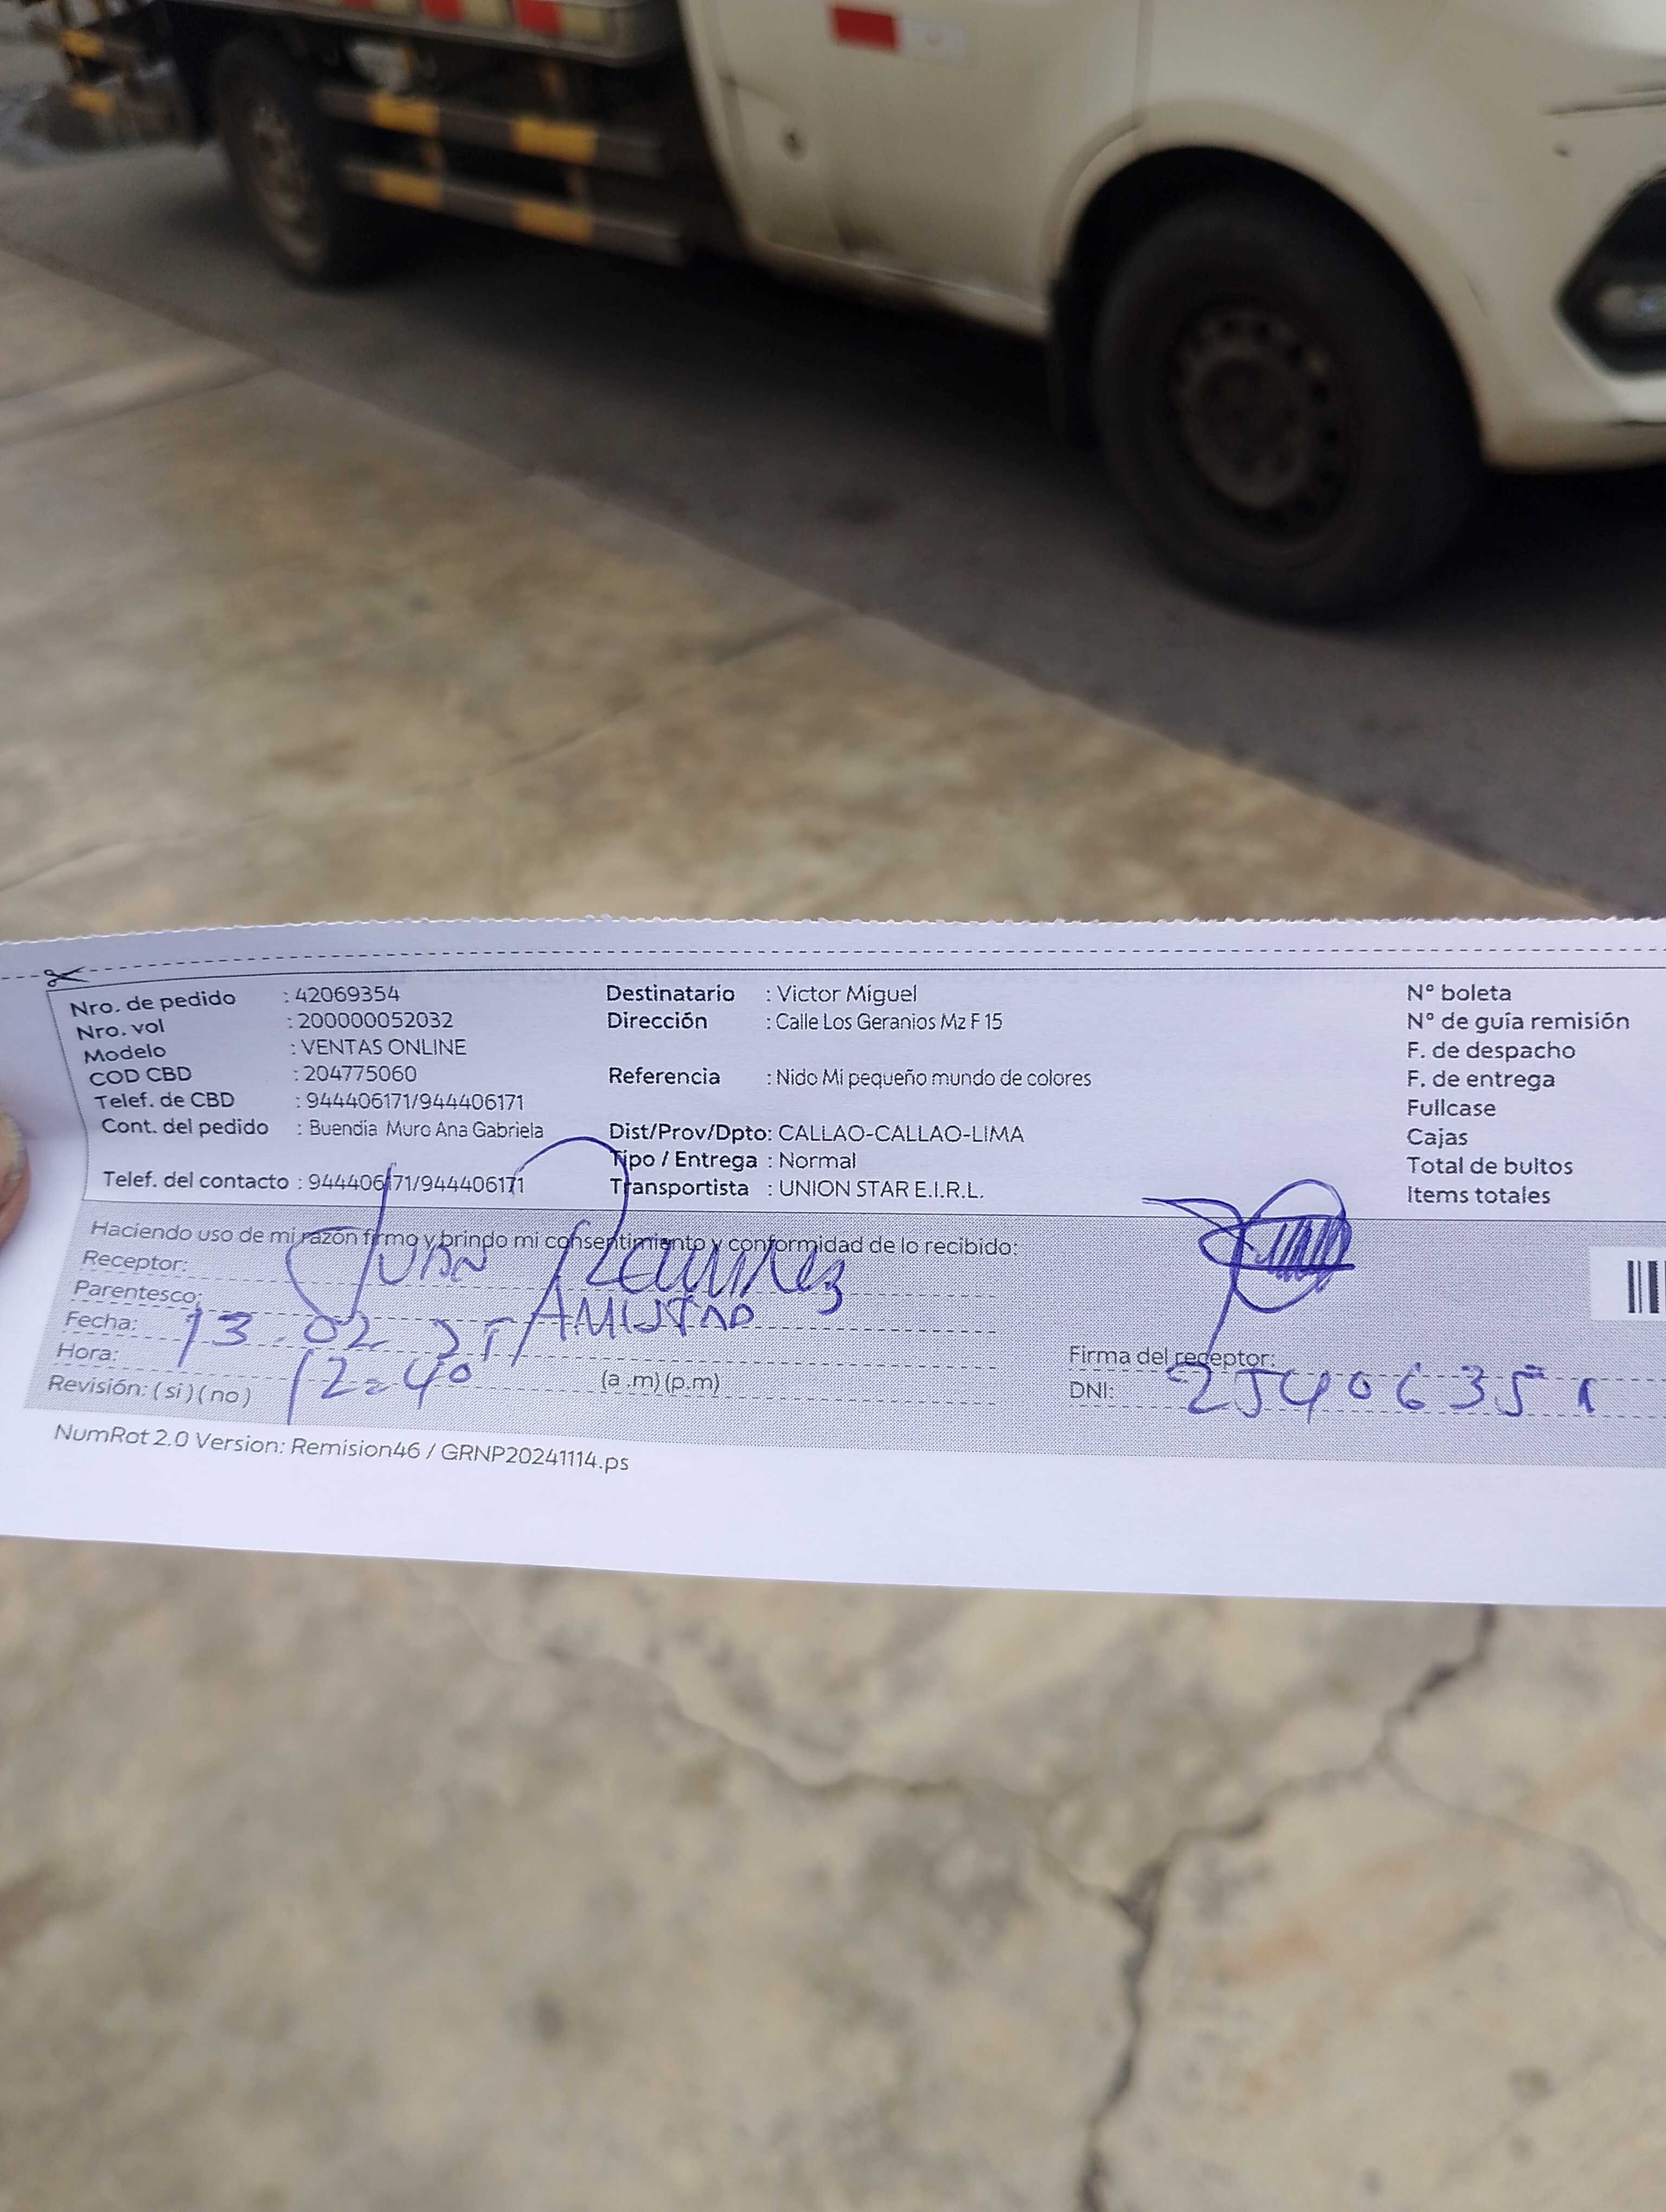 Nro. de pedido : 42069354
Nro. vol : 200000052032
Modelo : VENTAS ONLINE
COD CBD : 204775060
Telef. de CBD : 944406171/944406171
Cont. del pedido : Buendia Muro Ana Gabriela
Telef. del contacto : 944406171/944406171
Destinatario : Victor Miguel
Dirección : Calle Los Geranios Mz F 15
Referencia : Nido Mi pequeño mundo de colores
Dist/Prov/Dpto: CALLAO-CALLAO-LIMA
Tipo / Entrega : Normal
Transportista : UNION STAR E.I.R.L.
N° boleta
N° de guía remisión
F. de despacho
F. de entrega
Fullcase
Cajas
Total de bultos
Items totales
Haciendo uso de mi razón firmo y brindo mi consentimiento y conformidad de lo recibido:
Receptor: Juan Ramirez
Parentesco: AMISTAD
Fecha: 13.02.25
Hora: 12=40 (a .m) (p.m)
Revisión: ( si ) ( no )
Firma del receptor:
DNI: 25406351
NumRot 2.0 Version: Remision46 / GRNP20241114.ps